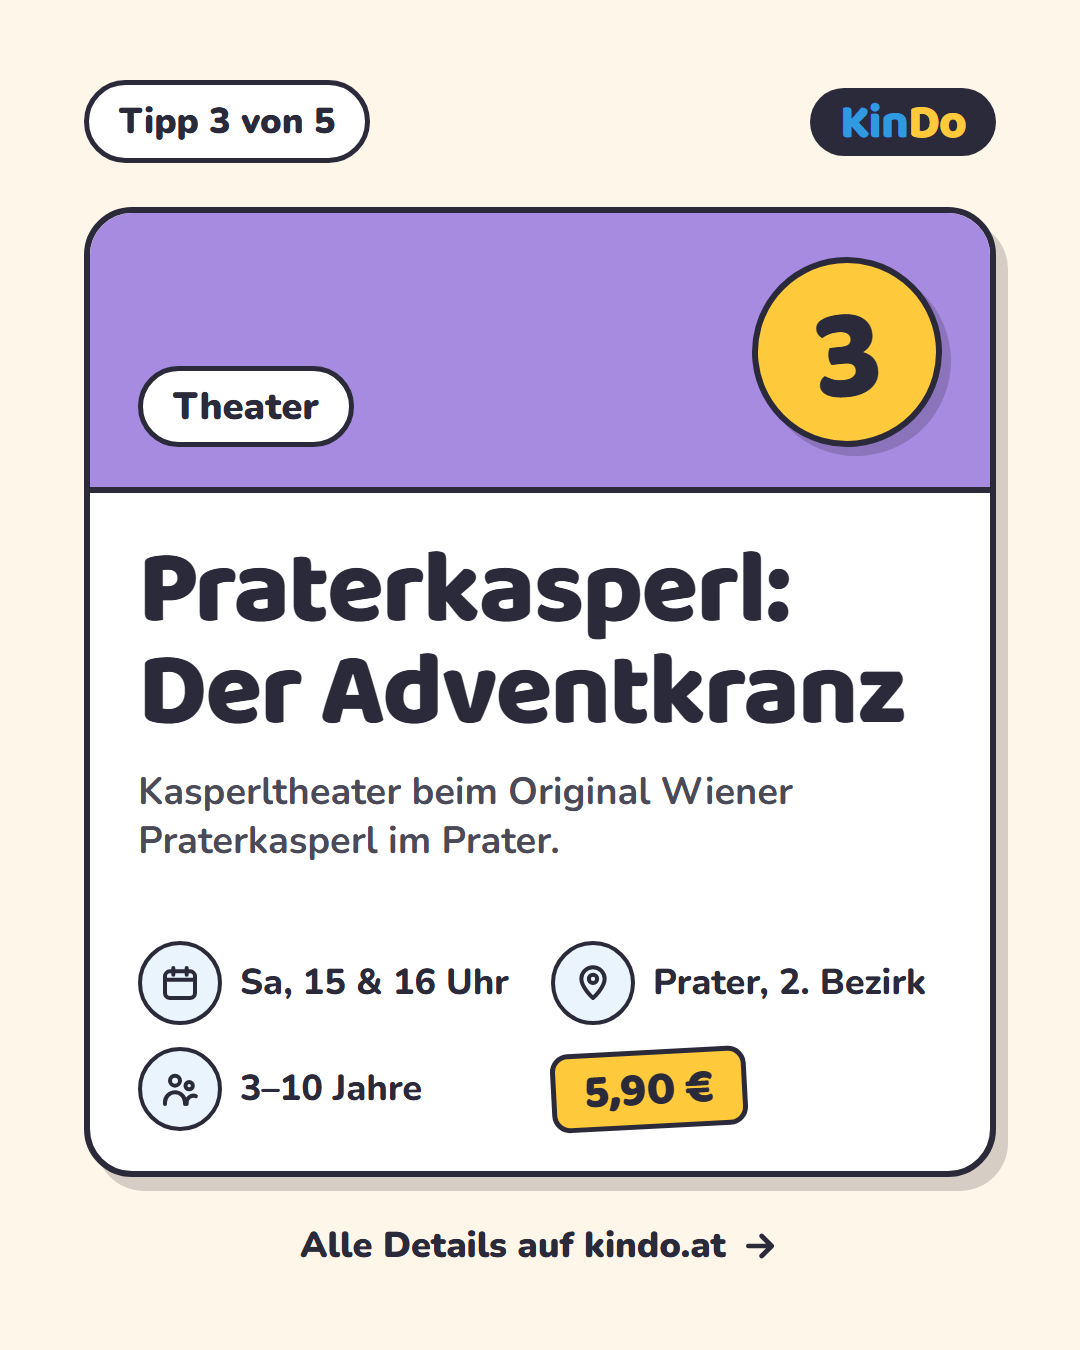 Tipp 3 von 5
KinDo
3
Theater
Praterkasperl:
Der Adventkranz
Kasperltheater beim Original Wiener
Praterkasperl im Prater.
Sa, 15 & 16 Uhr
Prater, 2. Bezirk
3–10 Jahre
5,90 €
Alle Details auf kindo.at →